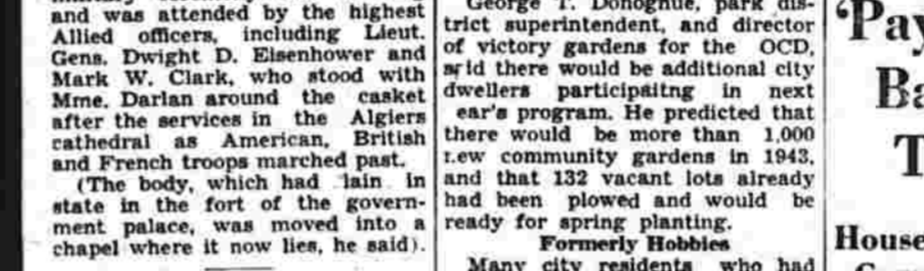 and was attended by the highest
Allied officers, including Lieut.
Gens. Dwight D. Eisenhower and
Mark W. Clark, who stood with
Mme. Darlan around the casket
after the services in the Algiers
cathedral as American, British
and French troops marched past.
(The body, which had lain in
state in the fort of the govern-
ment palace, was moved into a
chapel where it now lies, he said).
George T. Donoghue, park dis-
trict superintendent, and director
of victory gardens for the OCD,
said there would be additional city
dwellers participaitng in next
ear's program. He predicted that
there would be more than 1,000
new community gardens in 1943,
and that 132 vacant lots already
had been plowed and would be
ready for spring planting.
Formerly Hobbies
Many city residents who had
'Pay
Ba
T
House